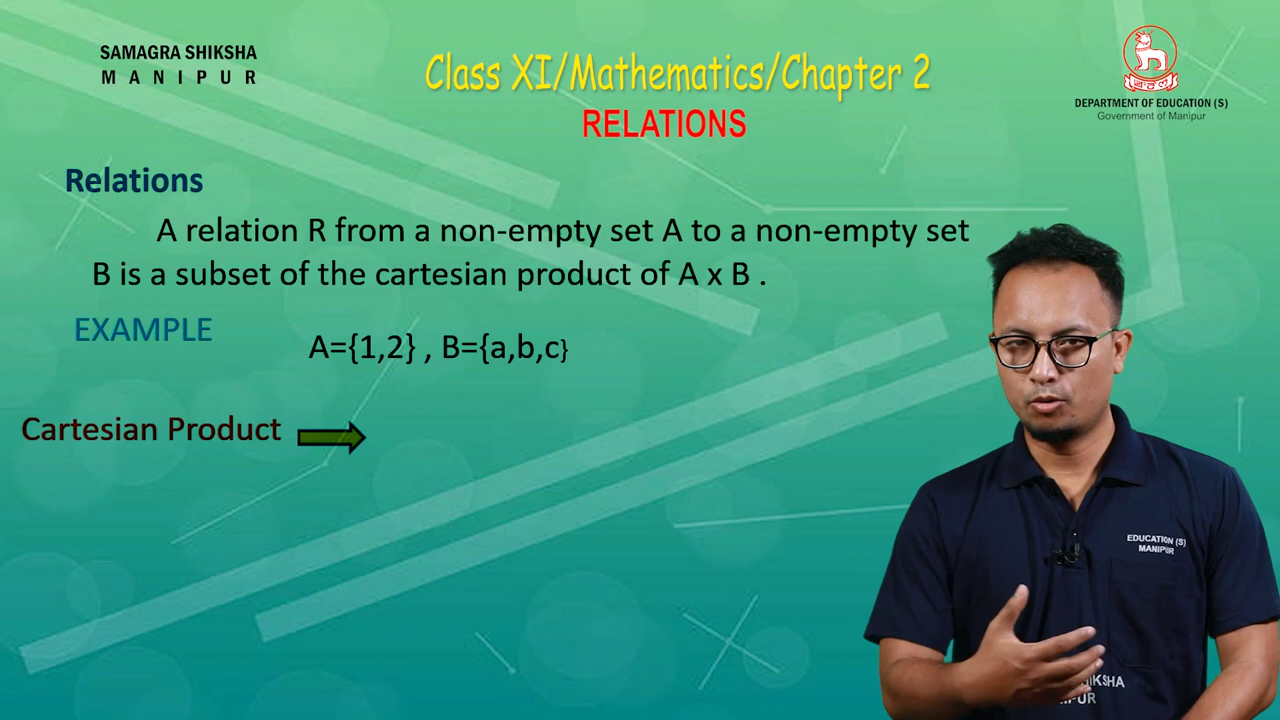 SAMAGRA SHIKSHA
MANIPUR
Class XI/Mathematics/Chapter 2
RELATIONS
DEPARTMENT OF EDUCATION (S)
Government of Manipur
Relations
A relation R from a non-empty set A to a non-empty set
B is a subset of the cartesian product of A x B .
EXAMPLE
A={1,2} , B={a,b,c}
Cartesian Product
EDUCATION (S)
MANIPUR